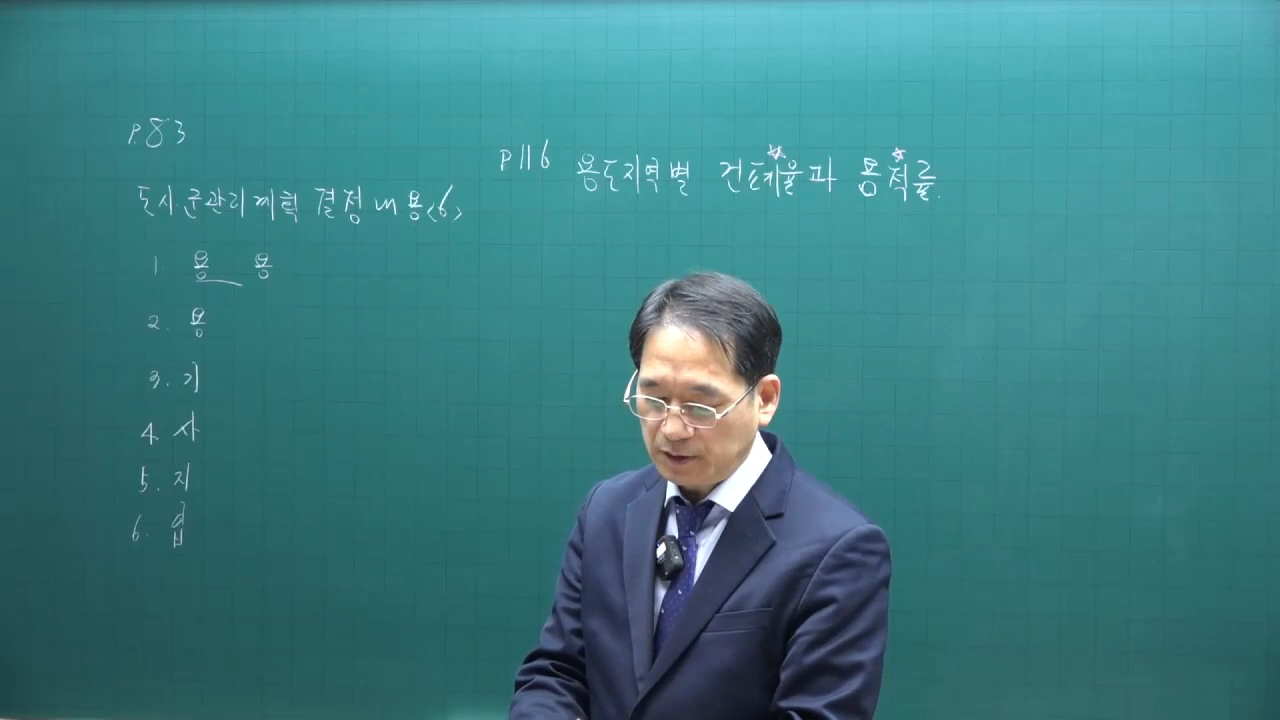 P.83
도시·군관리계획 결정내용<6>
1 용 용
2. 용
3. 기
4. 사
5. 지
6. 입
P116 용도지역별 건폐율과 용적률.